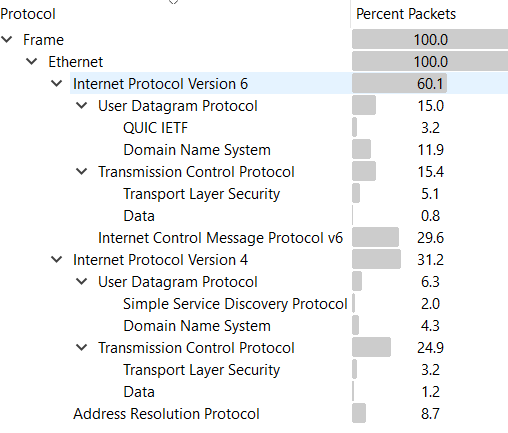 Protocol Percent Packets
Frame 100.0
Ethernet 100.0
Internet Protocol Version 6 60.1
User Datagram Protocol 15.0
QUIC IETF 3.2
Domain Name System 11.9
Transmission Control Protocol 15.4
Transport Layer Security 5.1
Data 0.8
Internet Control Message Protocol v6 29.6
Internet Protocol Version 4 31.2
User Datagram Protocol 6.3
Simple Service Discovery Protocol 2.0
Domain Name System 4.3
Transmission Control Protocol 24.9
Transport Layer Security 3.2
Data 1.2
Address Resolution Protocol 8.7